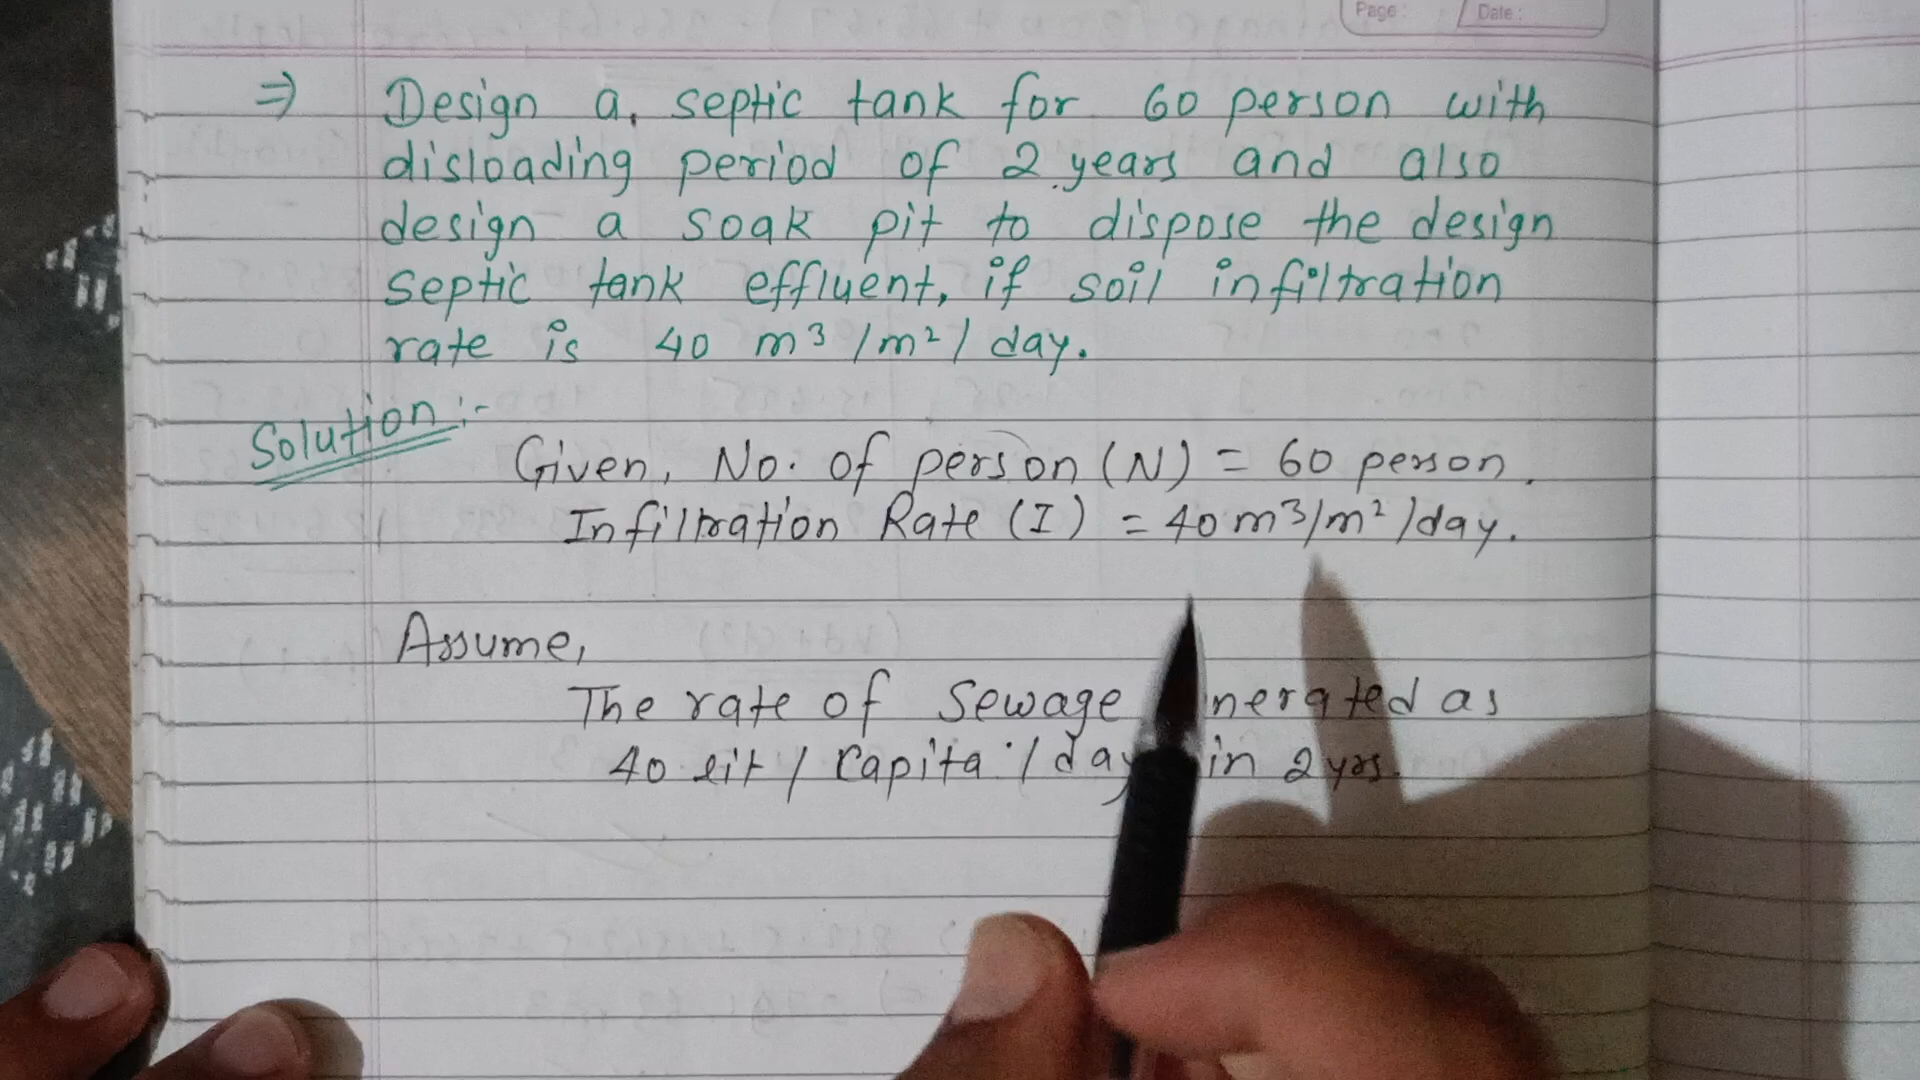 Page: Date:
⇒ Design a septic tank for 60 person with
disloading period of 2 years and also
design a soak pit to dispose the design
septic tank effluent, if soil infiltration
rate is 40 m³/m²/day.
Solution:-
Given, No. of person (N) = 60 person.
Infiltration Rate (I) = 40 m³/m²/day.
Assume,
The rate of sewage nerated as
40 lit / Capita / day in 2 yrs.